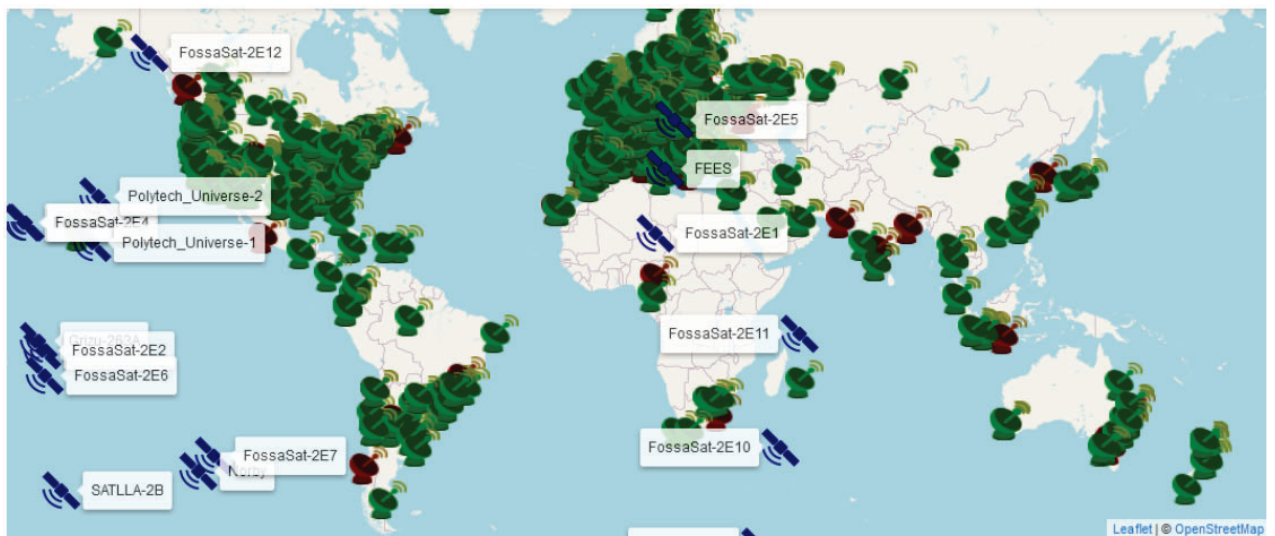 FossaSat-2E12
FossaSat-2E5
FEES
Polytech_Universe-2
FossaSat-2E4
FossaSat-2E1
Polytech_Universe-1
FossaSat-2E11
FossaSat-2E2
FossaSat-2E6
FossaSat-2E10
FossaSat-2E7
Norby
SATLLA-2B
Leaflet | © OpenStreetMap